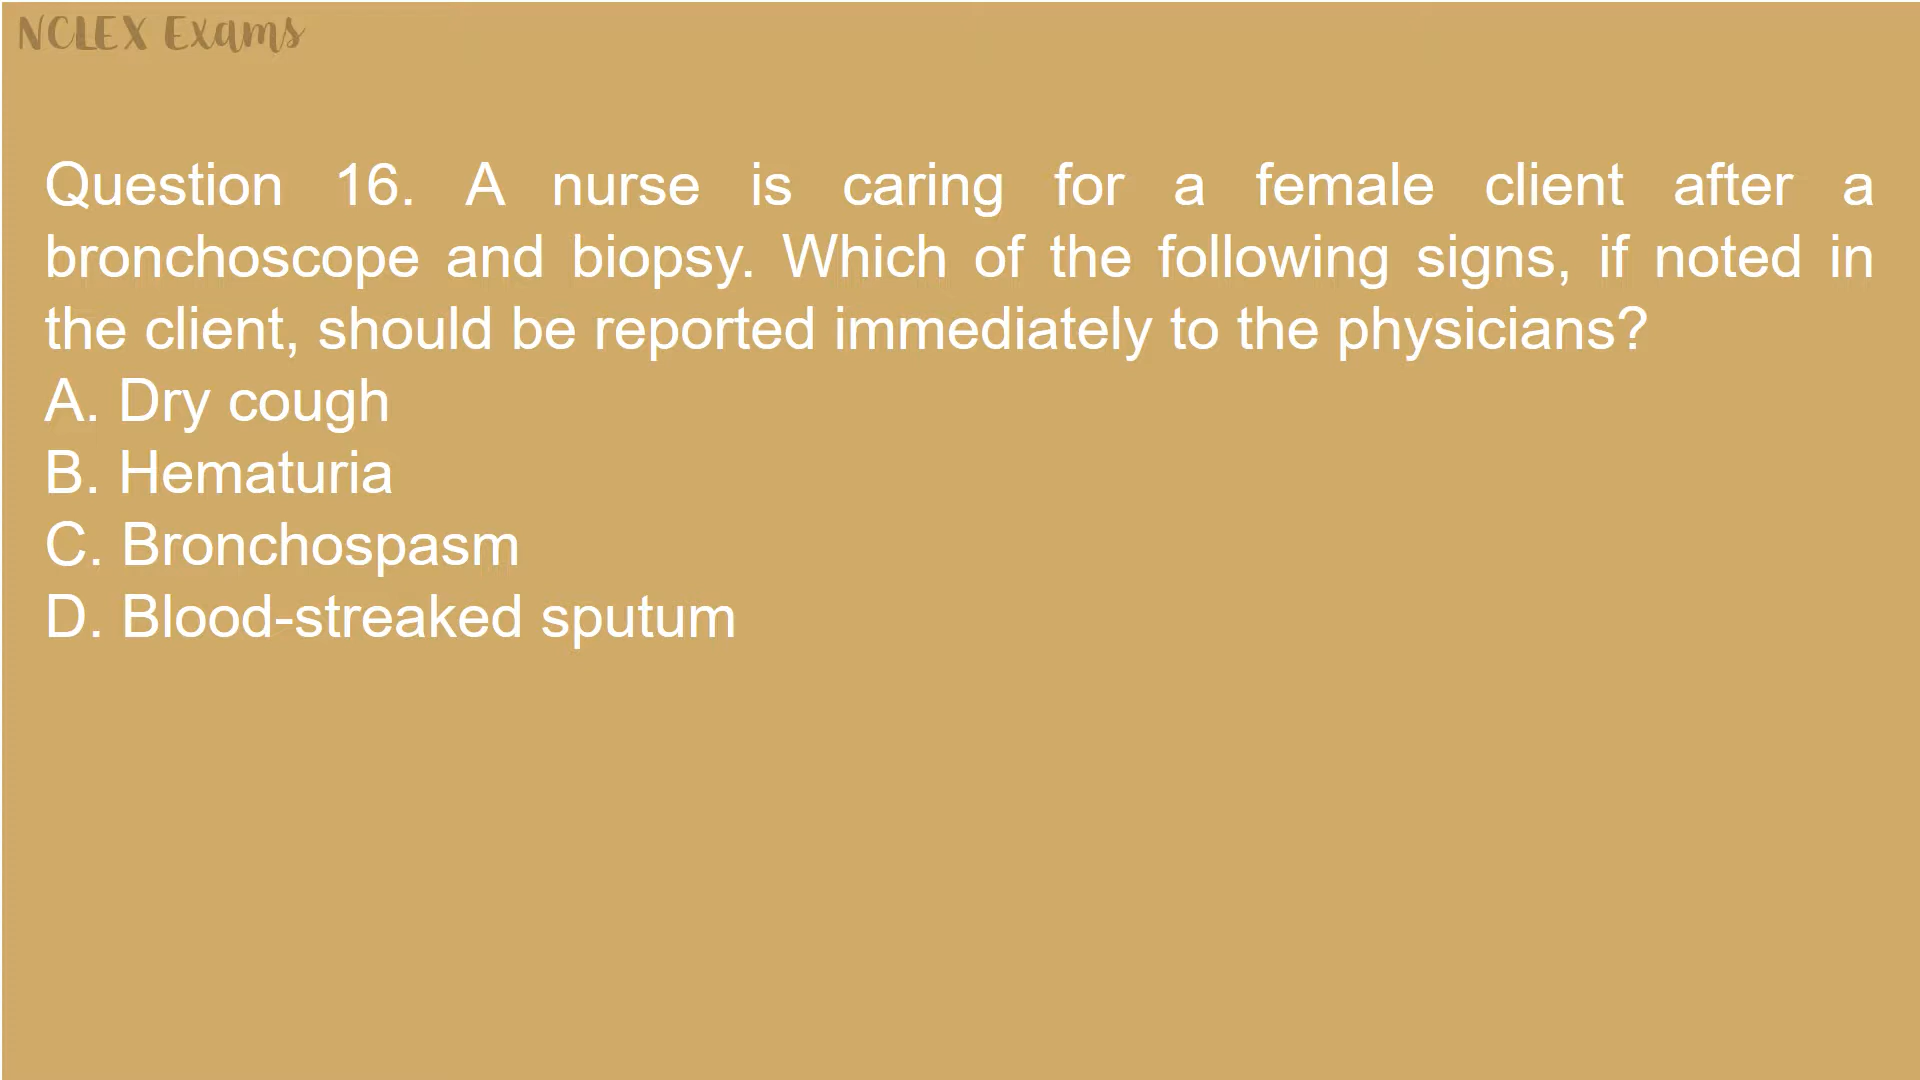 NCLEX Exams
Question 16. A nurse is caring for a female client after a
bronchoscope and biopsy. Which of the following signs, if noted in
the client, should be reported immediately to the physicians?
A. Dry cough
B. Hematuria
C. Bronchospasm
D. Blood-streaked sputum